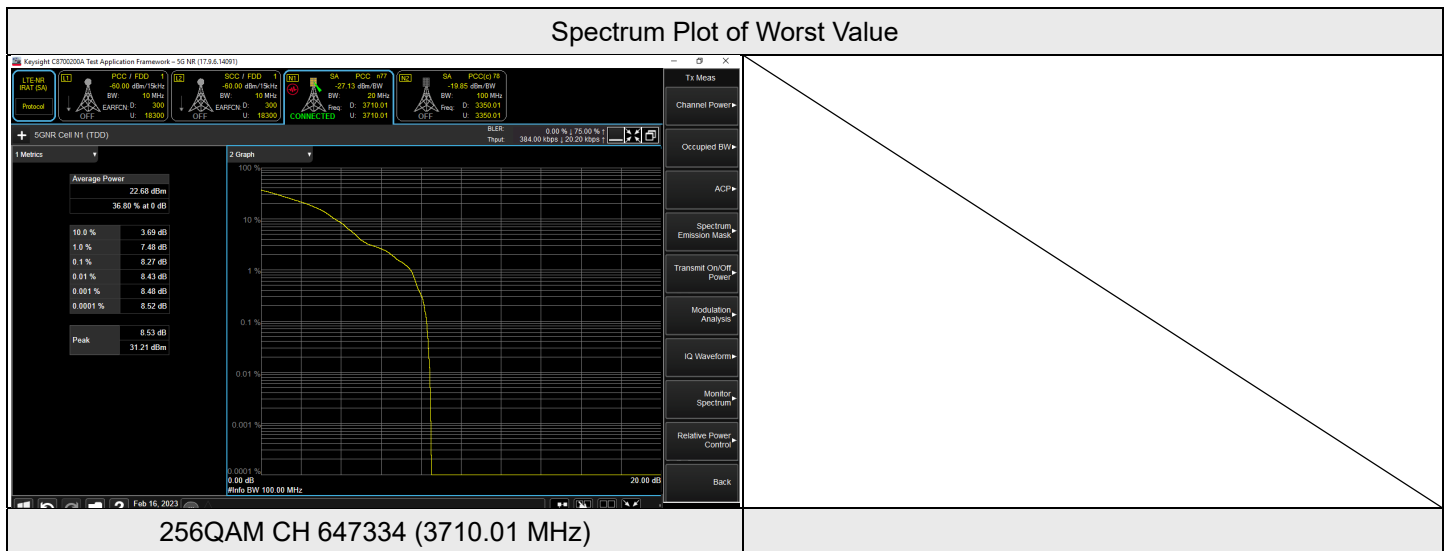 Spectrum Plot of Worst Value
Keysight C8700200A Test Application Framework – 5G NR (17.9.6.14091)
LTE-NR
IRAT (SA)
Protocol
L1 PCC / FDD 1
-60.00 dBm/15kHz
BW: 10 MHz
EARFCN: D: 300
OFF U: 18300
L2 SCC / FDD 1
-60.00 dBm/15kHz
BW: 10 MHz
EARFCN: D: 300
OFF U: 18300
N1 SA PCC n77
-27.13 dBm/BW
BW: 20 MHz
Freq: D: 3710.01
CONNECTED U: 3710.01
N2 SA PCC(c) 78
-19.85 dBm/BW
BW: 100 MHz
Freq: D: 3350.01
OFF U: 3350.01
5GNR Cell N1 (TDD)
BLER: 0.00 % ↓ 75.00 % ↑
Thput: 384.00 kbps ↓ 20.20 kbps ↑
1 Metrics
Average Power
22.68 dBm
36.80 % at 0 dB
10.0 % 3.69 dB
1.0 % 7.48 dB
0.1 % 8.27 dB
0.01 % 8.43 dB
0.001 % 8.48 dB
0.0001 % 8.52 dB
Peak
8.53 dB
31.21 dBm
2 Graph
100 %
10 %
1 %
0.1 %
0.01 %
0.001 %
0.0001 %
0.00 dB 20.00 dB
#Info BW 100.00 MHz
Tx Meas
Channel Power
Occupied BW
ACP
Spectrum
Emission Mask
Transmit On/Off
Power
Modulation
Analysis
IQ Waveform
Monitor
Spectrum
Relative Power
Control
Back
? Feb 16, 2023
256QAM CH 647334 (3710.01 MHz)